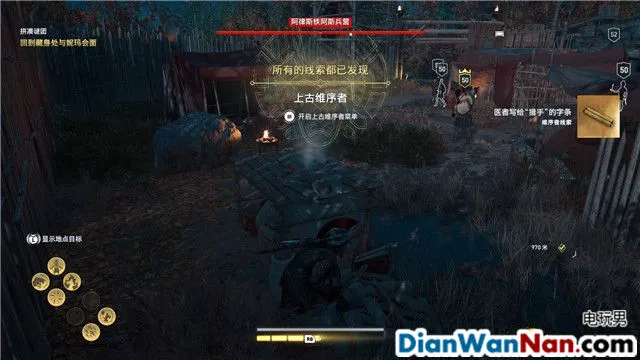 阿律斯铁阿斯兵营
拼凑谜团
回到藏身处与妮玛会面
52
所有的线索都已发现
上古维序者
开启上古维序者菜单
50
50
50
医者写给“猎手”的字条
维序者线索
显示地点目标
970 米
RB
电玩男
DianWanNan.com